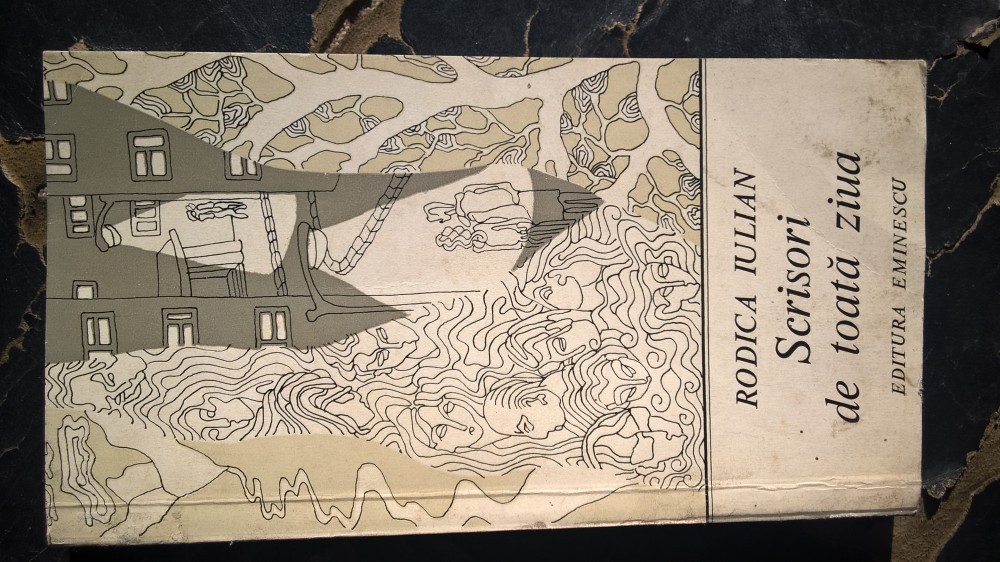 RODICA IULIAN
Scrisori
de toată ziua
EDITURA EMINESCU